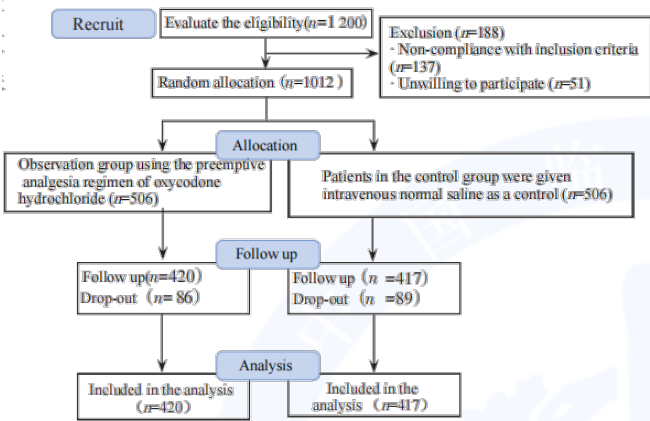 Recruit
Evaluate the eligibility(n=1 200)
Exclusion (n=188)
- Non-compliance with inclusion criteria
(n=137)
- Unwilling to participate (n=51)
Random allocation (n=1012 )
Allocation
Observation group using the preemptive
analgesia regimen of oxycodone
hydrochloride (n=506)
Patients in the control group were given
intravenous normal saline as a control (n=506)
Follow up
Follow up(n=420)
Drop-out (n= 86)
Follow up (n =417)
Drop-out (n =89)
Analysis
Included in the analysis
(n=420)
Included in the
analysis (n=417)